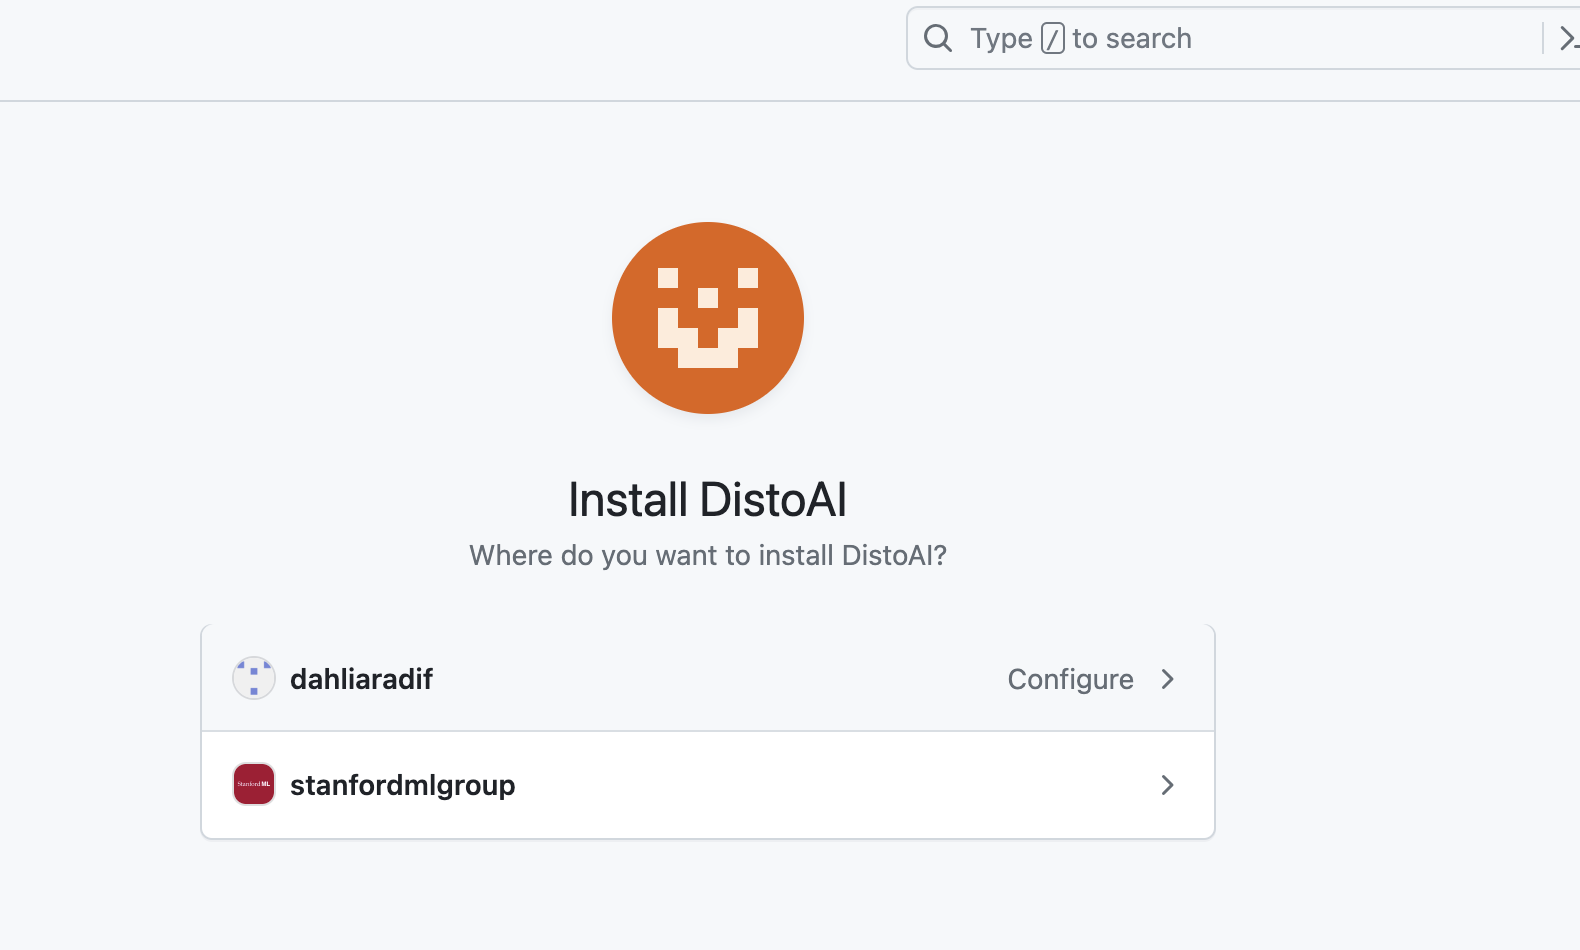 Type / to search
Install DistoAI
Where do you want to install DistoAI?
dahliaradif
Configure
Stanford ML
stanfordmlgroup